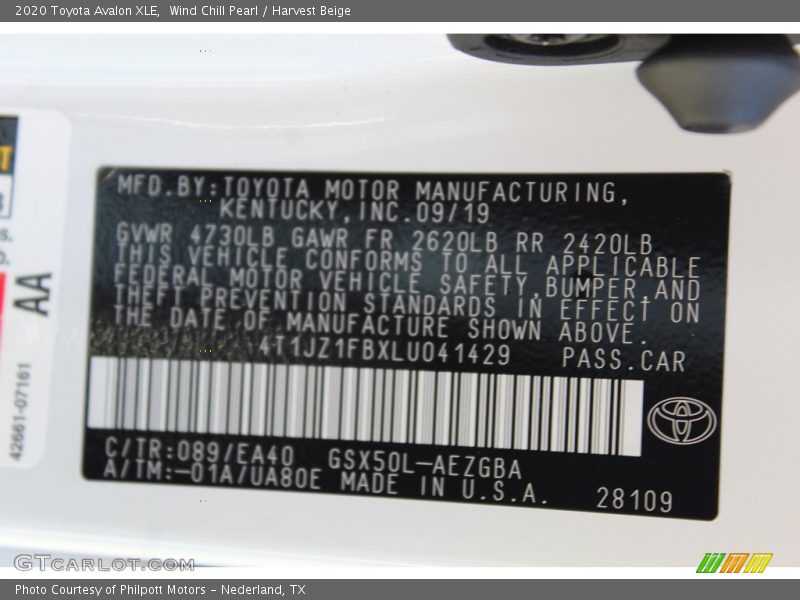 2020 Toyota Avalon XLE,  Wind Chill Pearl / Harvest Beige
MFD.BY:TOYOTA MOTOR MANUFACTURING,
KENTUCKY,INC.09/19
GVWR 4730LB GAWR FR 2620LB RR 2420LB
THIS VEHICLE CONFORMS TO ALL APPLICABLE
FEDERAL MOTOR VEHICLE SAFETY,BUMPER,AND
THEFT PREVENTION STANDARDS IN EFFECT ON
THE DATE OF MANUFACTURE SHOWN ABOVE.
4T1JZ1FBXLU041429 PASS.CAR
C/TR:089/EA40 GSX50L-AEZGBA
A/TM:-01A/UA80E MADE IN U.S.A.
28109
AA
42661-07161
GTCARLOT.COM
Photo Courtesy of Philpott Motors - Nederland, TX